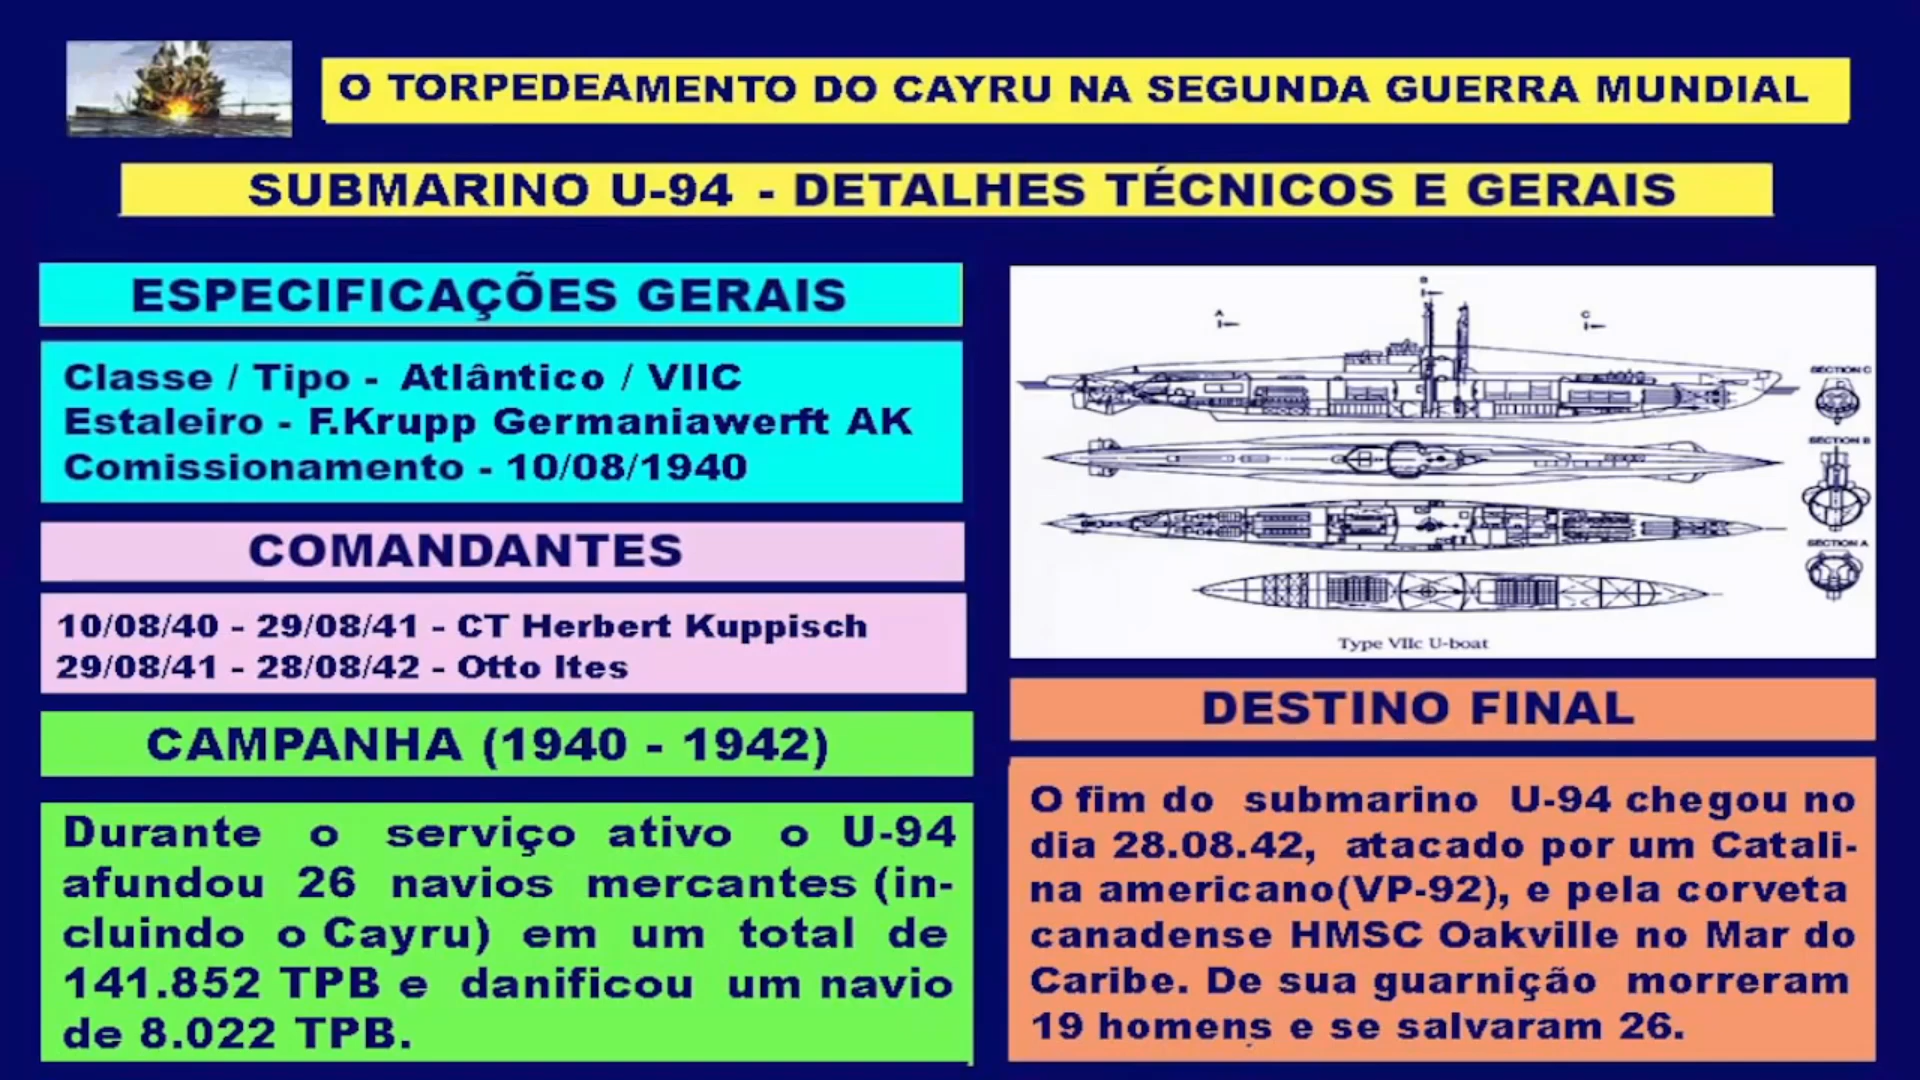 O TORPEDEAMENTO DO CAYRU NA SEGUNDA GUERRA MUNDIAL
SUBMARINO U-94 - DETALHES TÉCNICOS E GERAIS
ESPECIFICAÇÕES GERAIS
Classe / Tipo - Atlântico / VIIC
Estaleiro - F.Krupp Germaniawerft AK
Comissionamento - 10/08/1940
COMANDANTES
10/08/40 - 29/08/41 - CT Herbert Kuppisch
29/08/41 - 28/08/42 - Otto Ites
CAMPANHA (1940 - 1942)
Durante o serviço ativo o U-94
afundou 26 navios mercantes (in-
cluindo o Cayru) em um total de
141.852 TPB e danificou um navio
de 8.022 TPB.
B
A
C
SECTION C
SECTION B
SECTION A
Type VIIc U-boat
DESTINO FINAL
O fim do submarino U-94 chegou no
dia 28.08.42, atacado por um Catali-
na americano(VP-92), e pela corveta
canadense HMSC Oakville no Mar do
Caribe. De sua guarnição morreram
19 homens e se salvaram 26.